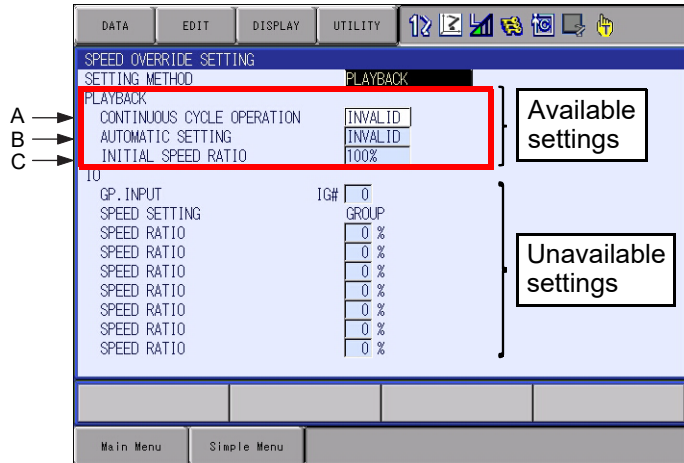 DATA EDIT DISPLAY UTILITY
SPEED OVERRIDE SETTING
SETTING METHOD PLAYBACK
PLAYBACK
A CONTINUOUS CYCLE OPERATION INVALID
B AUTOMATIC SETTING INVALID
C INITIAL SPEED RATIO 100%
Available
settings
IO
GP.INPUT IG# 0
SPEED SETTING GROUP
SPEED RATIO 0 %
SPEED RATIO 0 %
SPEED RATIO 0 %
SPEED RATIO 0 %
SPEED RATIO 0 %
SPEED RATIO 0 %
SPEED RATIO 0 %
Unavailable
settings
Main Menu Simple Menu